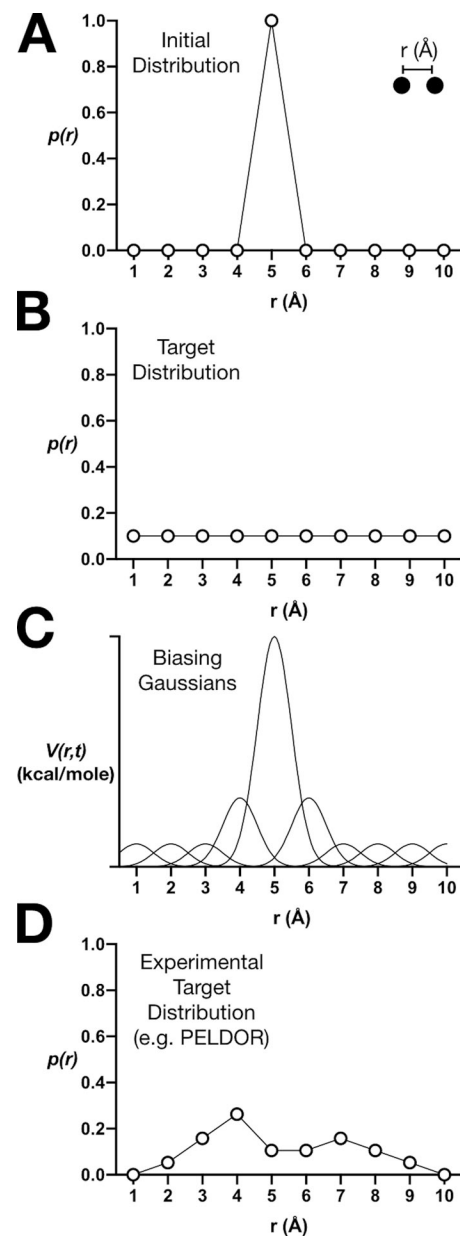 A
Initial
Distribution
r (Å)
p(r)
1.0
0.8
0.6
0.4
0.2
0.0
1 2 3 4 5 6 7 8 9 10
r (Å)
B
Target
Distribution
p(r)
1.0
0.8
0.6
0.4
0.2
0.0
1 2 3 4 5 6 7 8 9 10
r (Å)
C
Biasing
Gaussians
V(r,t)
(kcal/mole)
1 2 3 4 5 6 7 8 9 10
r (Å)
D
Experimental
Target
Distribution
(e.g. PELDOR)
p(r)
1.0
0.8
0.6
0.4
0.2
0.0
1 2 3 4 5 6 7 8 9 10
r (Å)